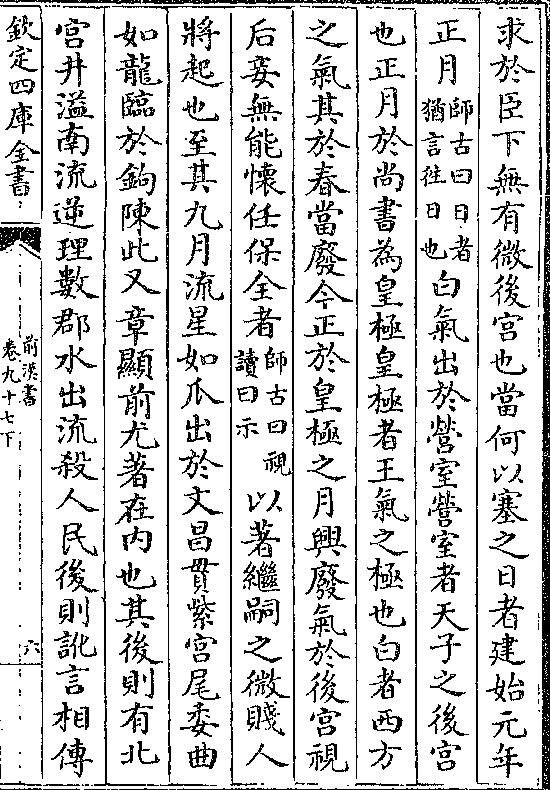 求於臣下無有微後宫也當何以塞之日者建始元年
正月師古曰日者猶言往日也白氣出於營室營室者天子之後宫
也正月於尚書為皇極皇極者王氣之極也白者西方
之氣其於春當廢今正於皇極之月興廢氣於後宫視
后妾無能懷任保全者師古曰視讀曰示以著繼嗣之微賤人
將起也至其九月流星如瓜出於文昌貫紫宫尾委曲
如龍臨於鉤陳此又章顯前尤著在内也其後則有北
宫井溢南流逆理數郡水出流殺人民後則訛言相傳
欽定四庫全書
前漢書
卷九十七下
六